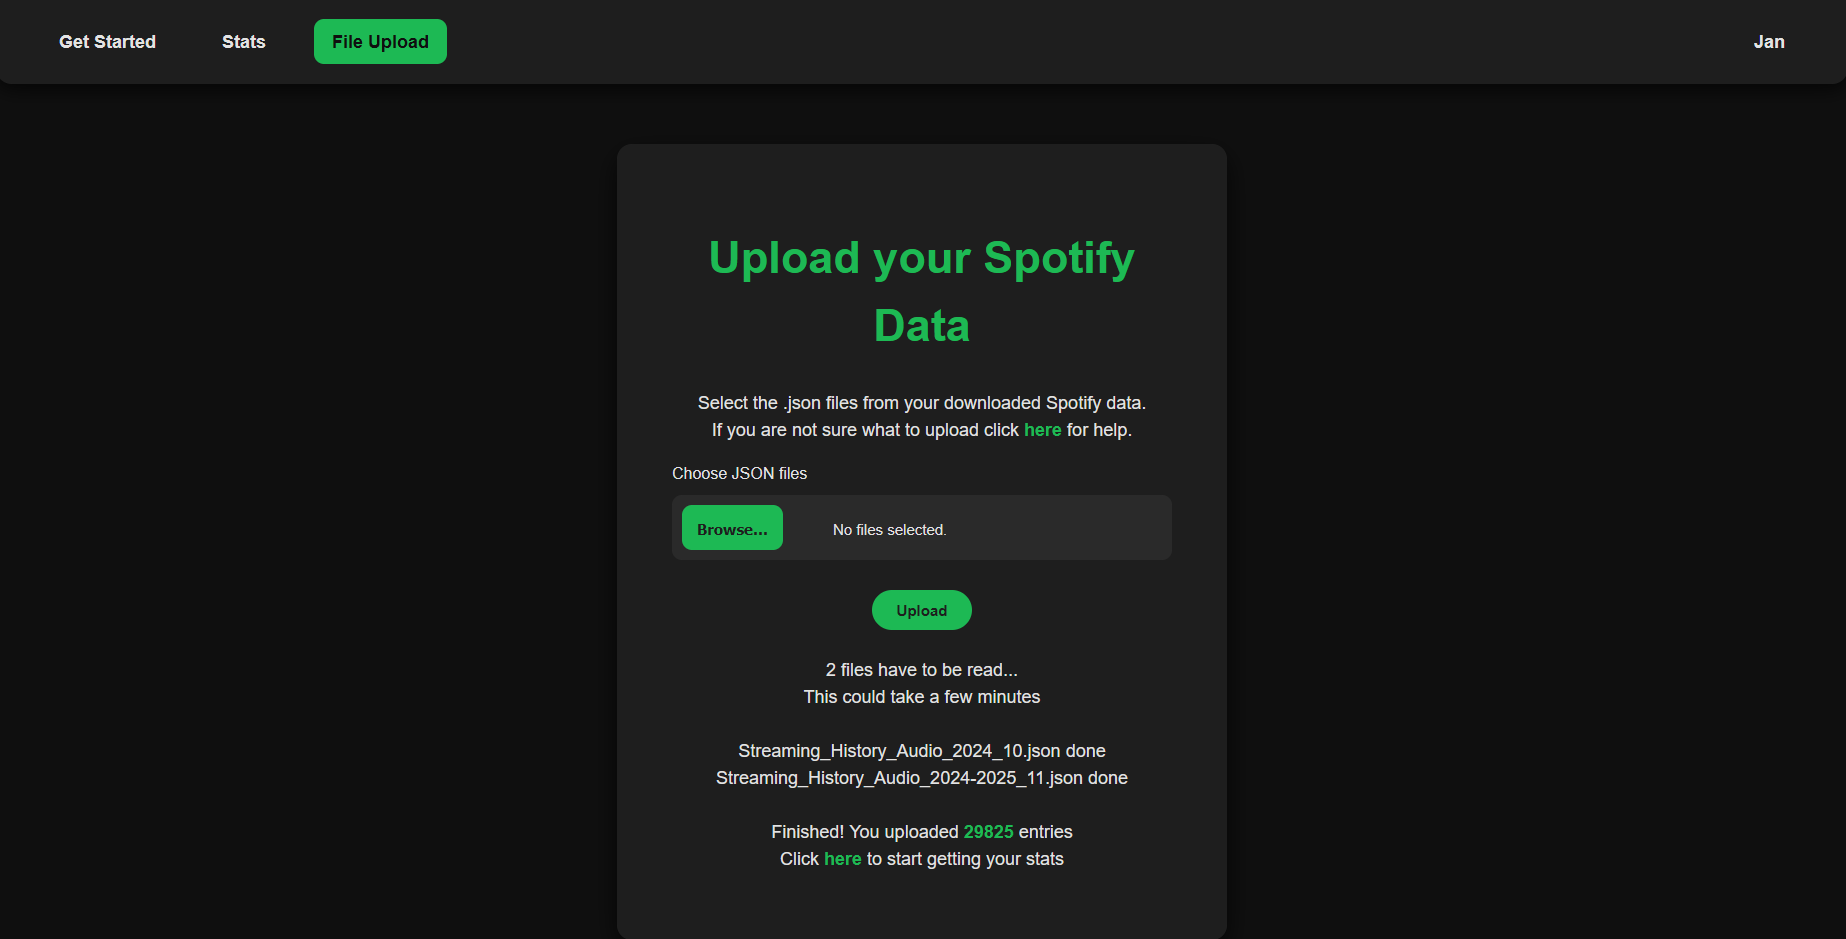 Get Started
Stats
File Upload
Jan
Upload your Spotify
Data
Select the .json files from your downloaded Spotify data.
If you are not sure what to upload click here for help.
Choose JSON files
Browse...
No files selected.
Upload
2 files have to be read...
This could take a few minutes
Streaming_History_Audio_2024_10.json done
Streaming_History_Audio_2024-2025_11.json done
Finished! You uploaded 29825 entries
Click here to start getting your stats